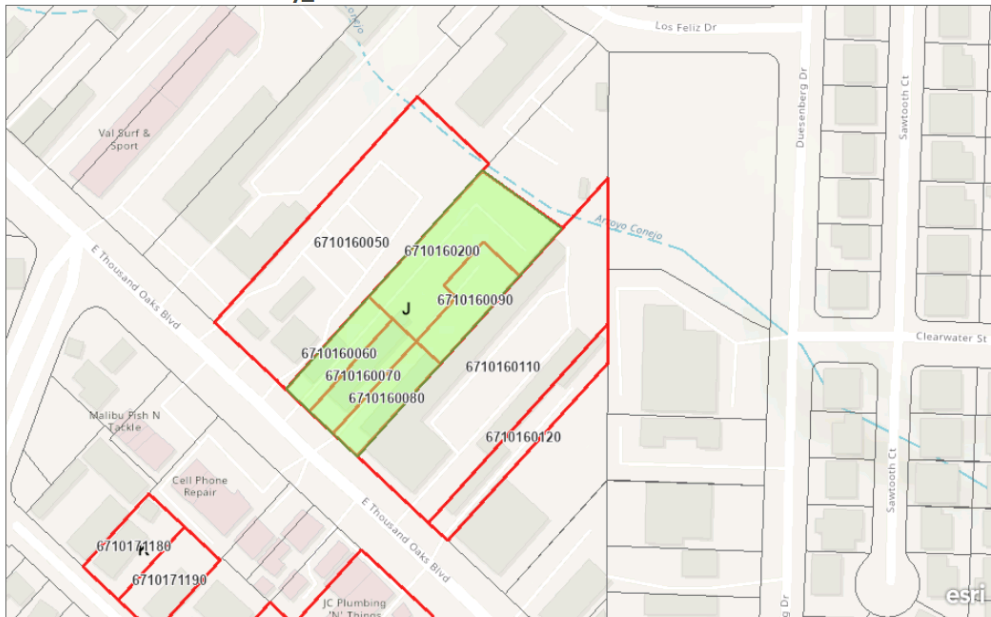 Conejo
Los Feliz Dr
Duesenberg Dr
Sawtooth Ct
Val Surf &
Sport
Arroyo Conejo
6710160050
6710160200
E Thousand Oaks Blvd
6710160090
J
Clearwater St
6710160060
6710160110
6710160070
6710160080
Malibu Fish N
Tackle
6710160120
Cell Phone
Repair
Sawtooth Ct
E Thousand Oaks Blvd
6710171180
6710171190
JC Plumbing
'N' Things
g Dr
esri